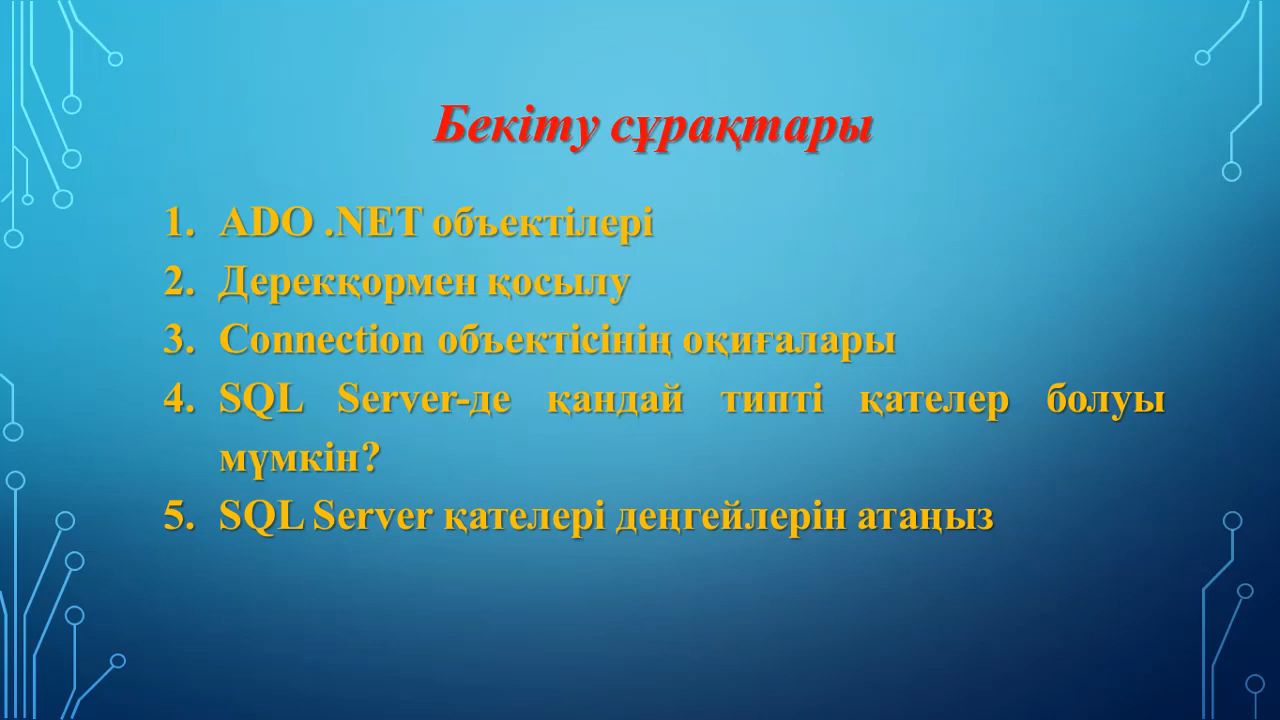 Бекіту сұрақтары
1. ADO .NET объектілері
2. Дерекқормен қосылу
3. Connection объектісінің оқиғалары
4. SQL Server-де қандай типті қателер болуы
мүмкін?
5. SQL Server қателері деңгейлерін атаңыз